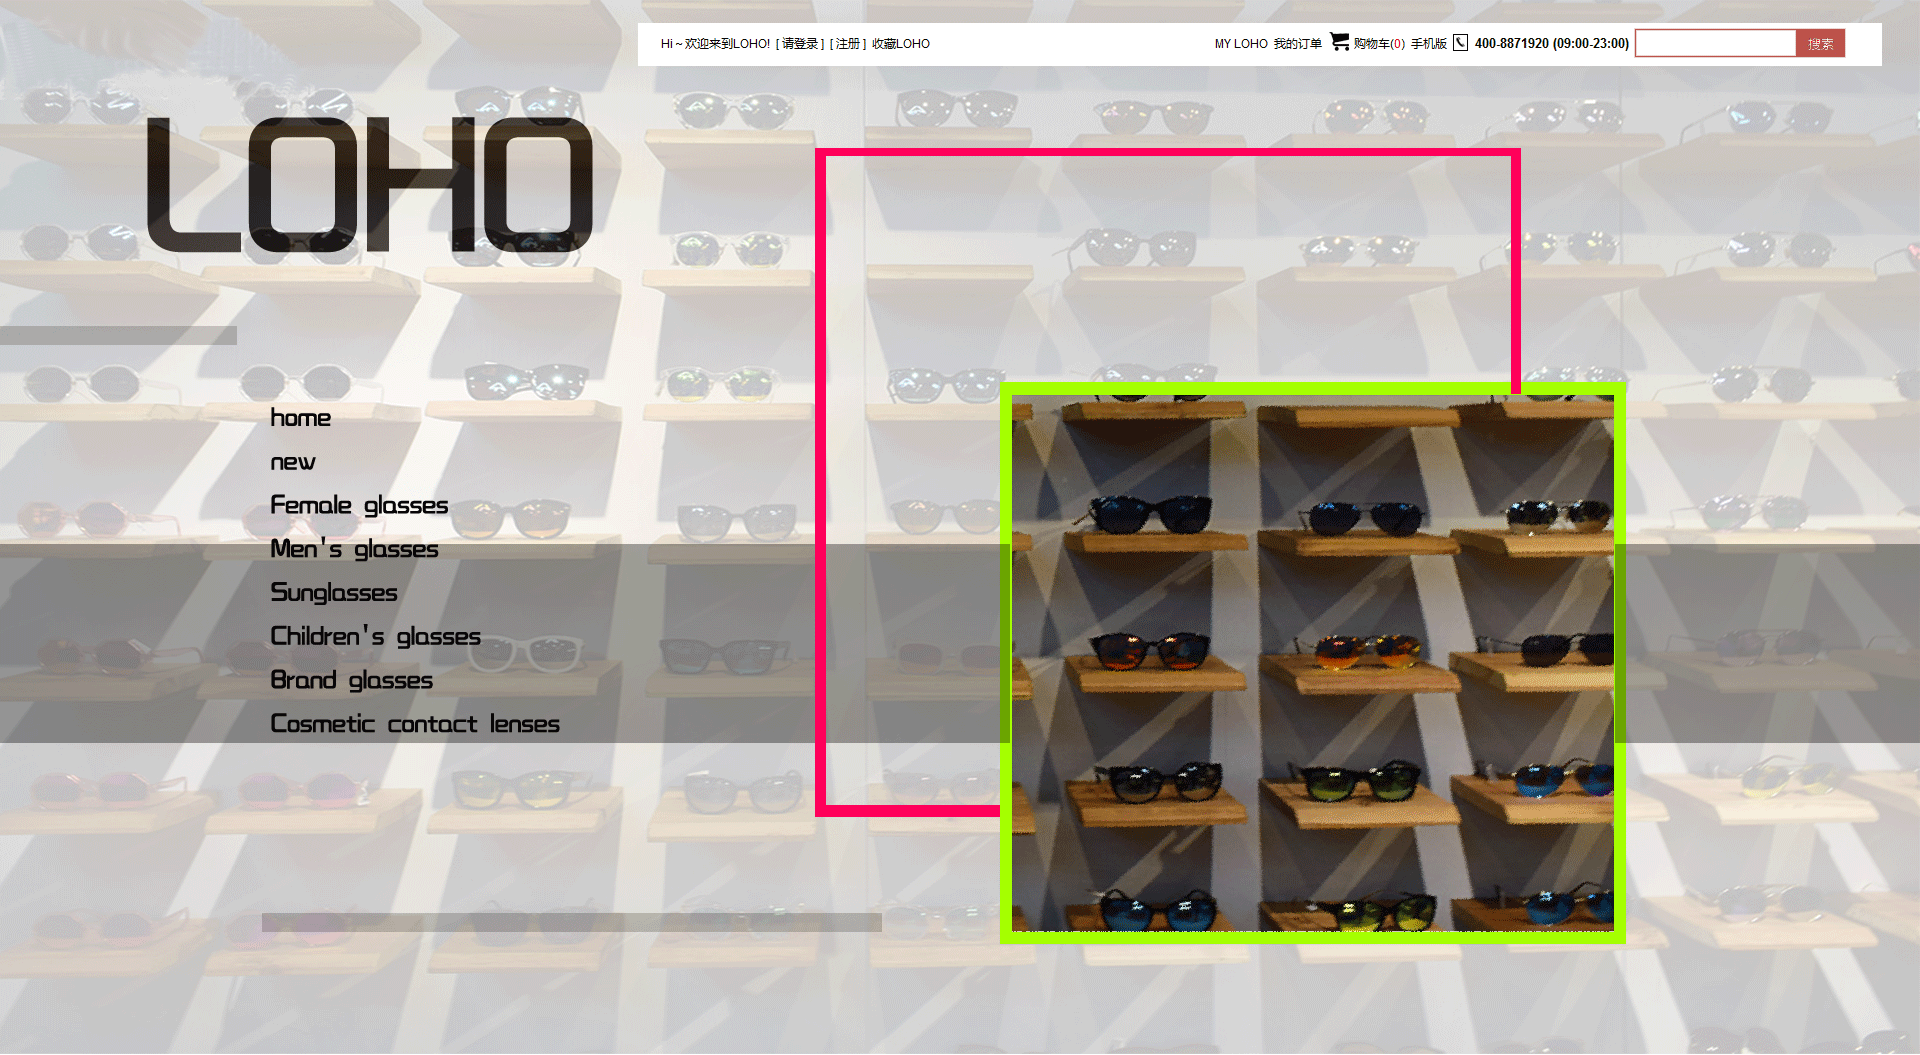 Hi ~ 欢迎来到LOHO! [ 请登录 ] [ 注册 ] 收藏LOHO MY LOHO 我的订单 购物车(0) 手机版 400-8871920 (09:00-23:00) 搜索
LOHO
home
new
Female glasses
Men's glasses
Sunglasses
Children's glasses
Brand glasses
Cosmetic contact lenses